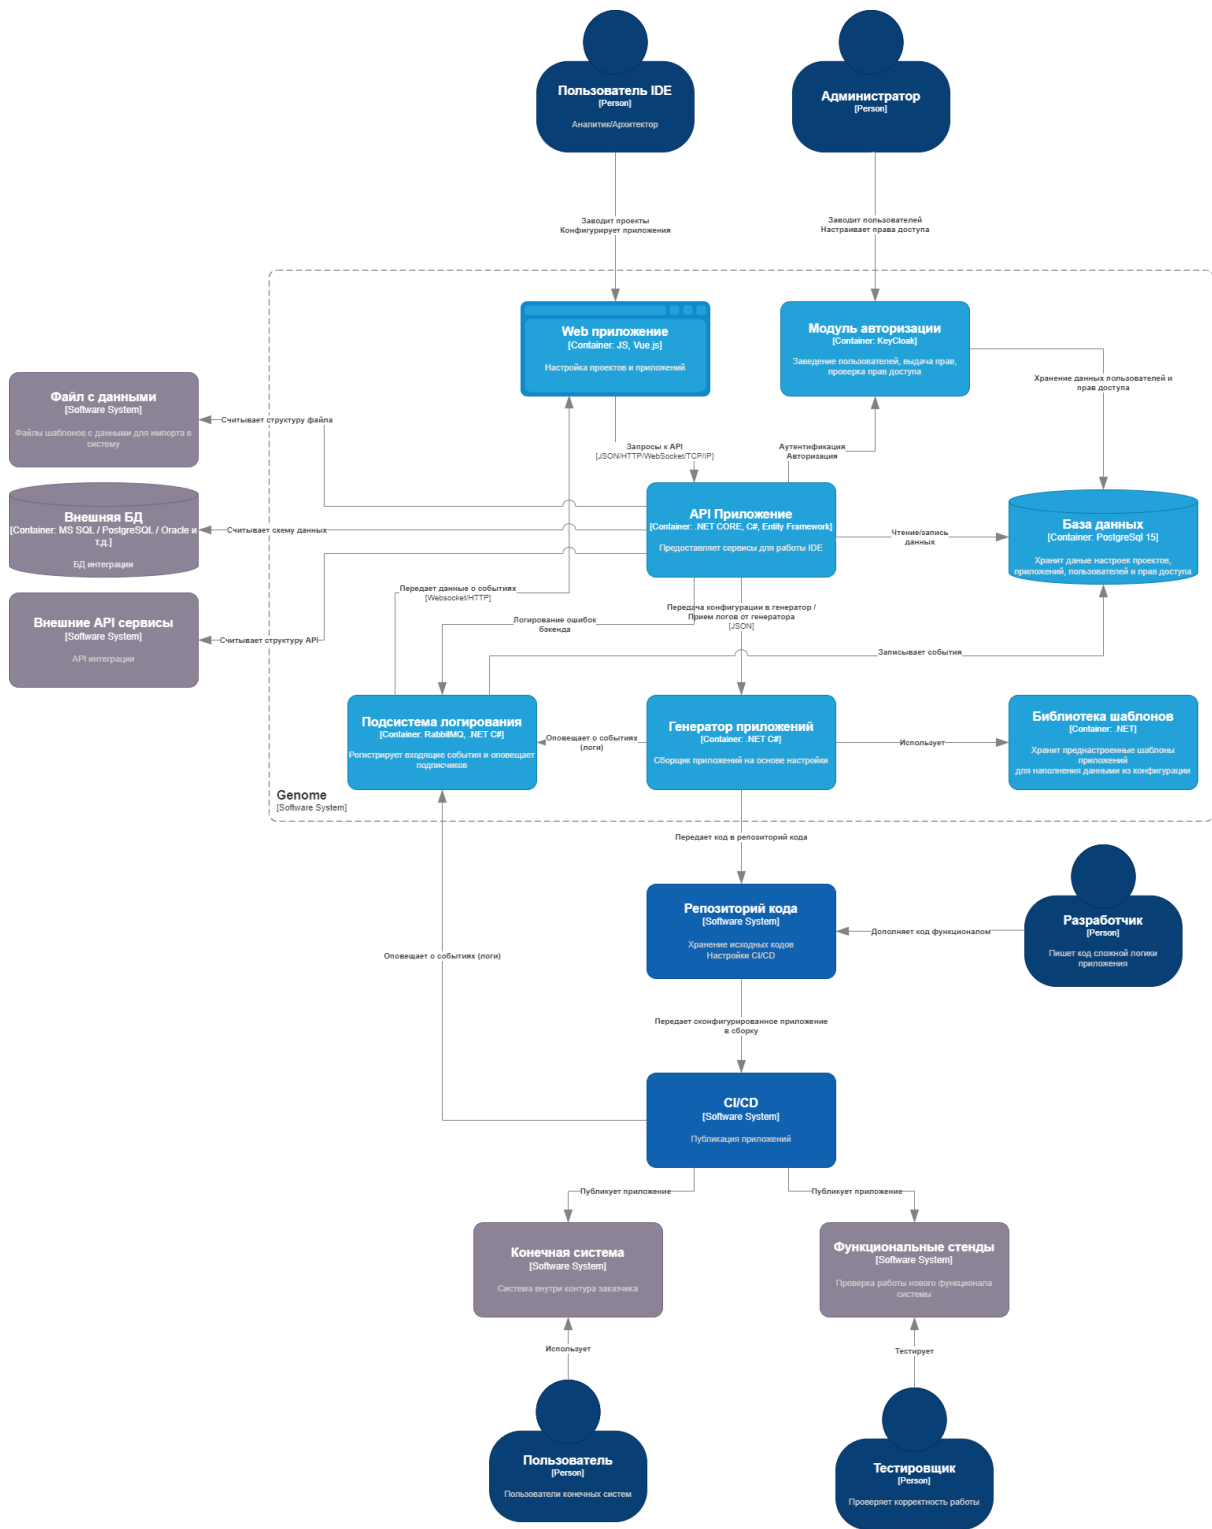 Пользователь IDE
[Person]
Аналитик/Архитектор
Администратор
[Person]
Заводит проекты
Конфигурирует приложения
Заводит пользователей
Настраивает права доступа
Web приложение
[Container: JS, Vue.js]
Настройка проектов и приложений
Модуль авторизации
[Container: KeyCloak]
Заведение пользователей, выдача прав,
проверка прав доступа
Хранение данных пользователей и
прав доступа
Файл с данными
[Software System]
Файлы шаблонов с данными для импорта в
систему
Считывает структуру файла
Запросы к API
[JSON/HTTP/WebSocket/TCP/IP]
Аутентификация
Авторизация
Внешняя БД
[Container: MS SQL / PostgreSQL / Oracle и
т.д.]
БД интеграции
Считывает схему данных
API Приложение
[Container: .NET CORE, C#, Entity Framework]
Предоставляет сервисы для работы IDE
Чтение/запись
данных
База данных
[Container: PostgreSql 15]
Хранит даные настроек проектов,
приложений, пользователей и прав доступа
Внешние API сервисы
[Software System]
API интеграции
Считывает структуру API
Передает данные о событиях
[Websocket/HTTP]
Логирование ошибок
бэкенда
Передача конфигурации в генератор /
Прием логов от генератора
[JSON]
Записывает события
Подсистема логирования
[Container: RabbitMQ, .NET C#]
Регистрирует входящие события и оповещает
подписчиков
Оповещает о событиях
(логи)
Генератор приложений
[Container: .NET C#]
Сборщик приложений на основе настройки
Использует
Библиотека шаблонов
[Container: .NET]
Хранит преднастроенные шаблоны
приложений
для наполнения данными из конфигурации
Genome
[Software System]
Передает код в репозиторий кода
Репозиторий кода
[Software System]
Хранение исходных кодов
Настройки CI/CD
Дополняет код функционалом
Разработчик
[Person]
Пишет код сложной логики
приложения
Оповещает о событиях (логи)
Передает сконфигурированное приложение
в сборку
CI/CD
[Software System]
Публикация приложений
Публикует приложение
Публикует приложение
Конечная система
[Software System]
Система внутри контура заказчика
Функциональные стенды
[Software System]
Проверка работы нового функционала
системы
Использует
Тестирует
Пользователь
[Person]
Пользователи конечных систем
Тестировщик
[Person]
Проверяет корректность работы